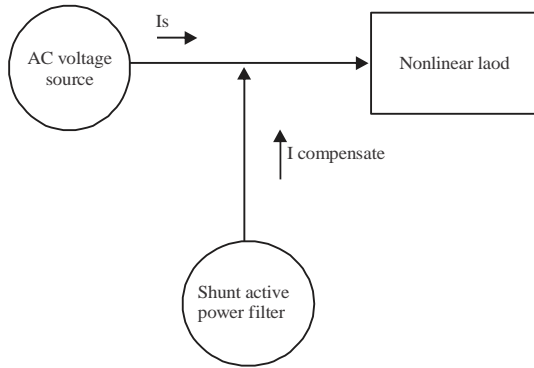 Is
AC voltage
source
Nonlinear laod
I compensate
Shunt active
power filter